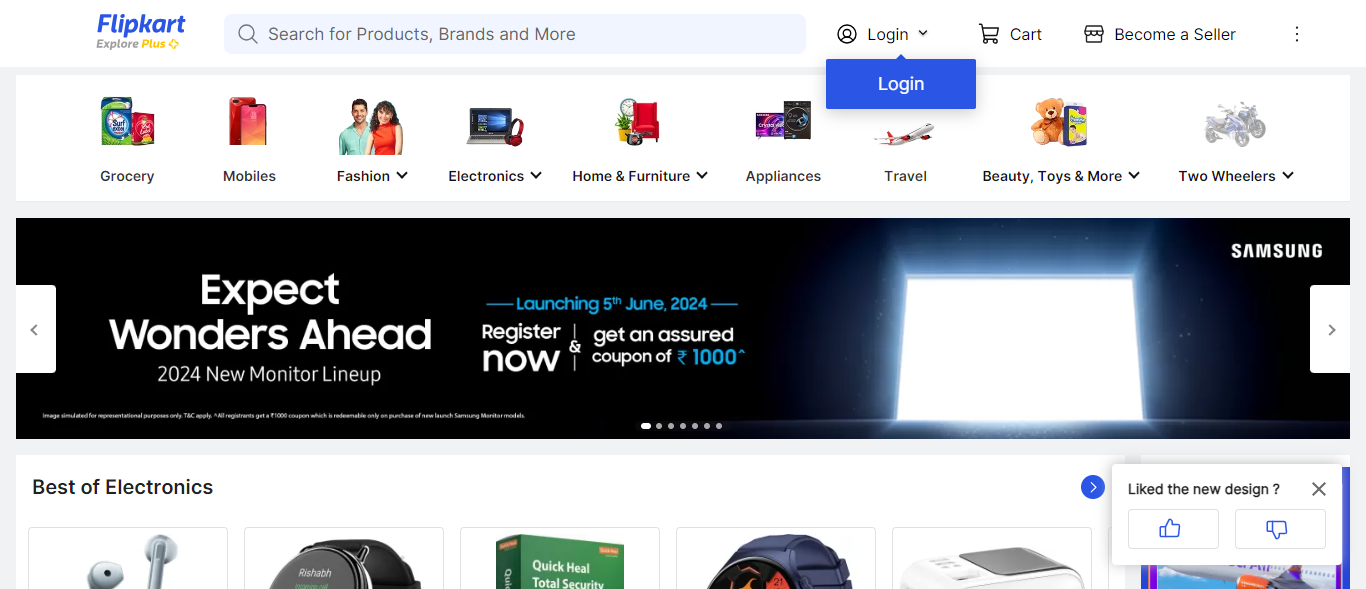 Flipkart
Explore Plus
Search for Products, Brands and More
Login
Cart
Become a Seller
Login
Grocery
Mobiles
Fashion
Electronics
Home & Furniture
Appliances
Travel
Beauty, Toys & More
Two Wheelers
SAMSUNG
Expect
Wonders Ahead
2024 New Monitor Lineup
Launching 5th June, 2024
Register now & get an assured coupon of ₹ 1000^
Image simulated for representational purposes only. T&C apply. ^All registrants get a ₹1000 coupon which is redeemable only on purchase of new launch Samsung Monitor models.
Best of Electronics
Liked the new design ?
Rishabh
Quick Heal
Total Security
21